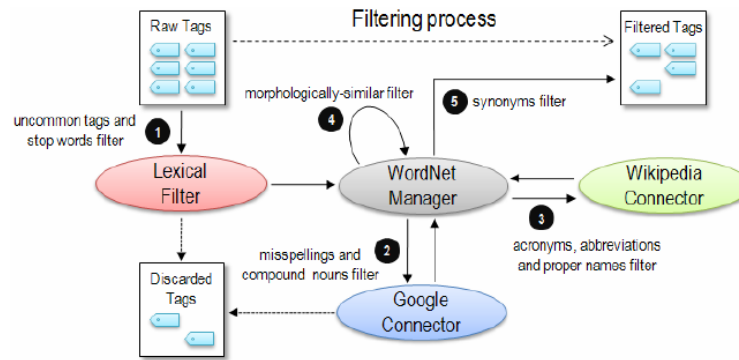 Raw Tags
Filtering process
Filtered Tags
morphologically-similar filter
5
synonyms filter
4
uncommon tags and
stop words filter
1
Lexical
Filter
WordNet
Manager
Wikipedia
Connector
3
acronyms, abbreviations
and proper names filter
misspellings and
compound nouns filter
2
Discarded
Tags
Google
Connector